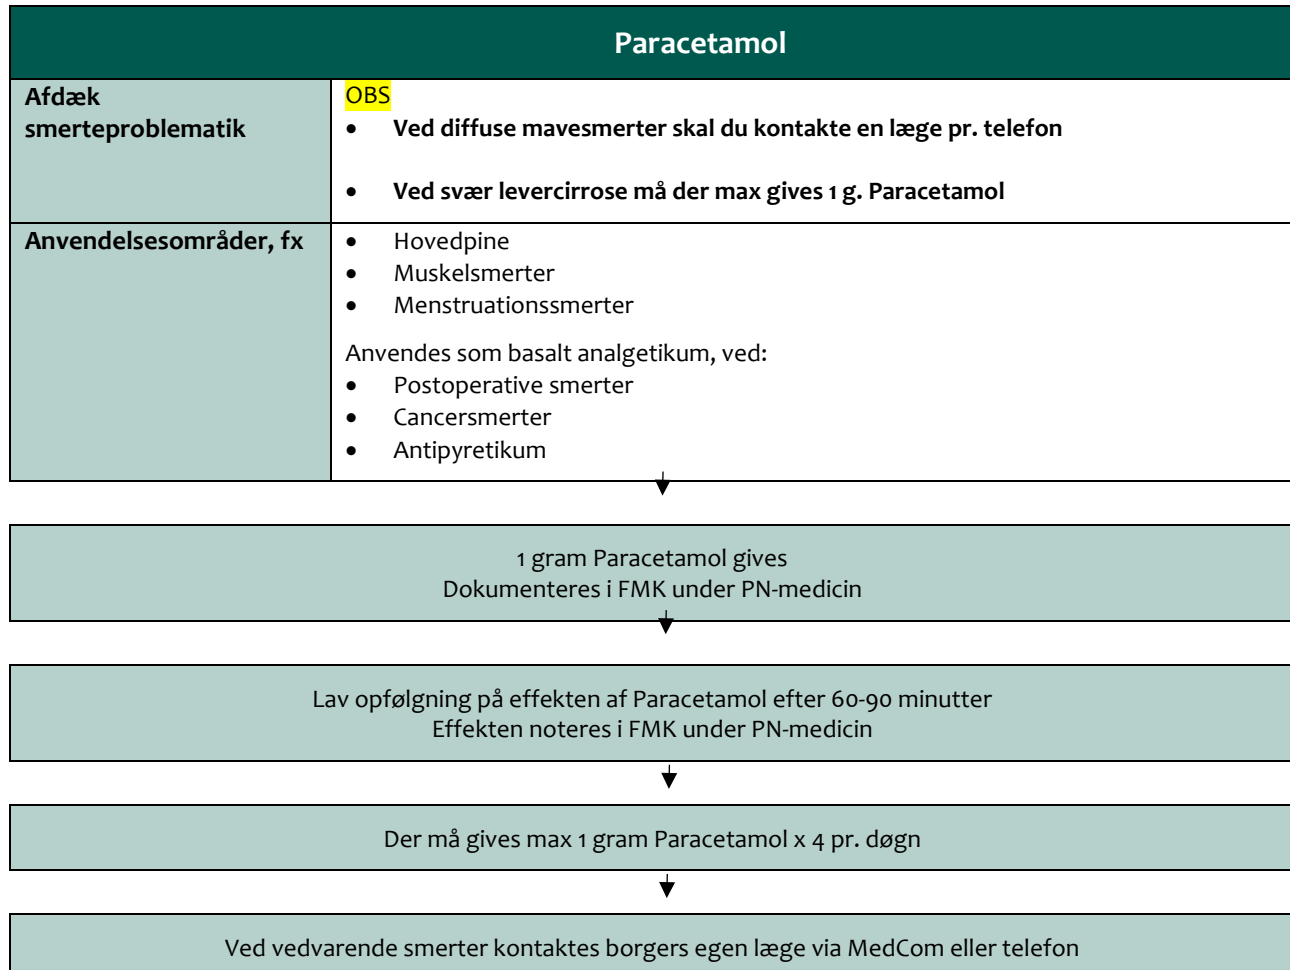 Paracetamol
Afdæk
smerteproblematik
OBS
• Ved diffuse mavesmerter skal du kontakte en læge pr. telefon
• Ved svær levercirrose må der max gives 1 g. Paracetamol
Anvendelsesområder, fx
• Hovedpine
• Muskelsmerter
• Menstruationssmerter
Anvendes som basalt analgetikum, ved:
• Postoperative smerter
• Cancersmerter
• Antipyretikum
1 gram Paracetamol gives
Dokumenteres i FMK under PN-medicin
Lav opfølgning på effekten af Paracetamol efter 60-90 minutter
Effekten noteres i FMK under PN-medicin
Der må gives max 1 gram Paracetamol x 4 pr. døgn
Ved vedvarende smerter kontaktes borgers egen læge via MedCom eller telefon